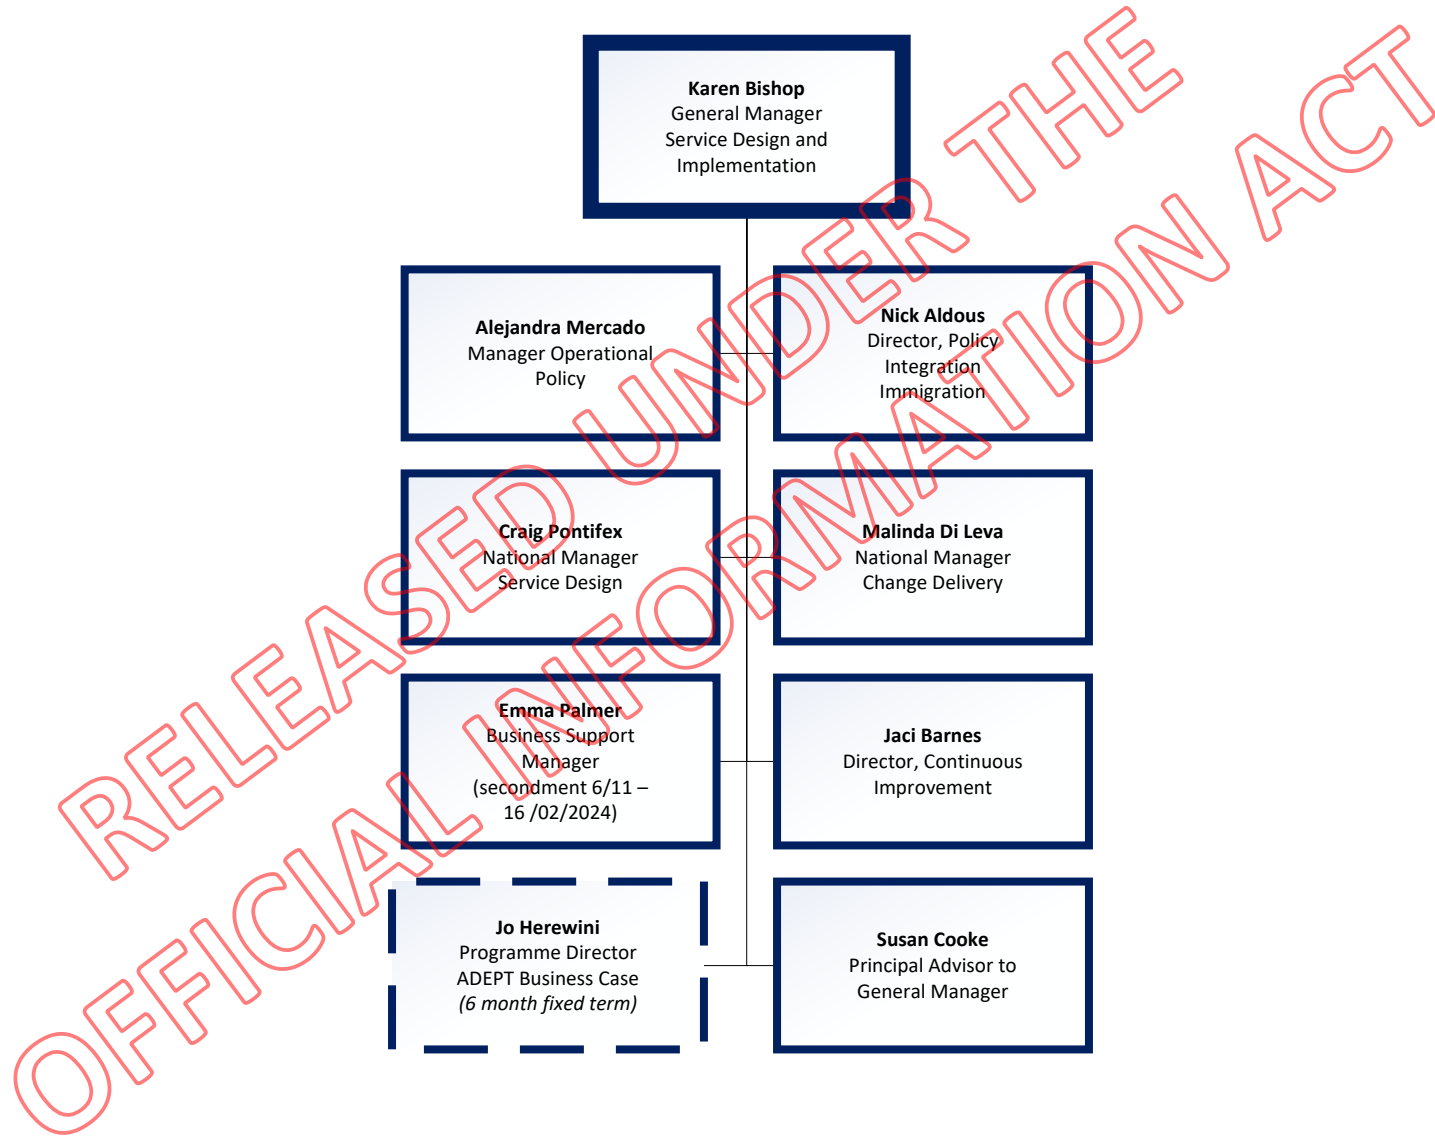 Karen Bishop
General Manager
Service Design and
Implementation
Alejandra Mercado
Manager Operational
Policy
Nick Aldous
Director, Policy
Integration
Immigration
Craig Pontifex
National Manager
Service Design
Malinda Di Leva
National Manager
Change Delivery
Emma Palmer
Business Support
Manager
(secondment 6/11 –
16 /02/2024)
Jaci Barnes
Director, Continuous
Improvement
Jo Herewini
Programme Director
ADEPT Business Case
(6 month fixed term)
Susan Cooke
Principal Advisor to
General Manager
RELEASED UNDER THE
OFFICIAL INFORMATION ACT